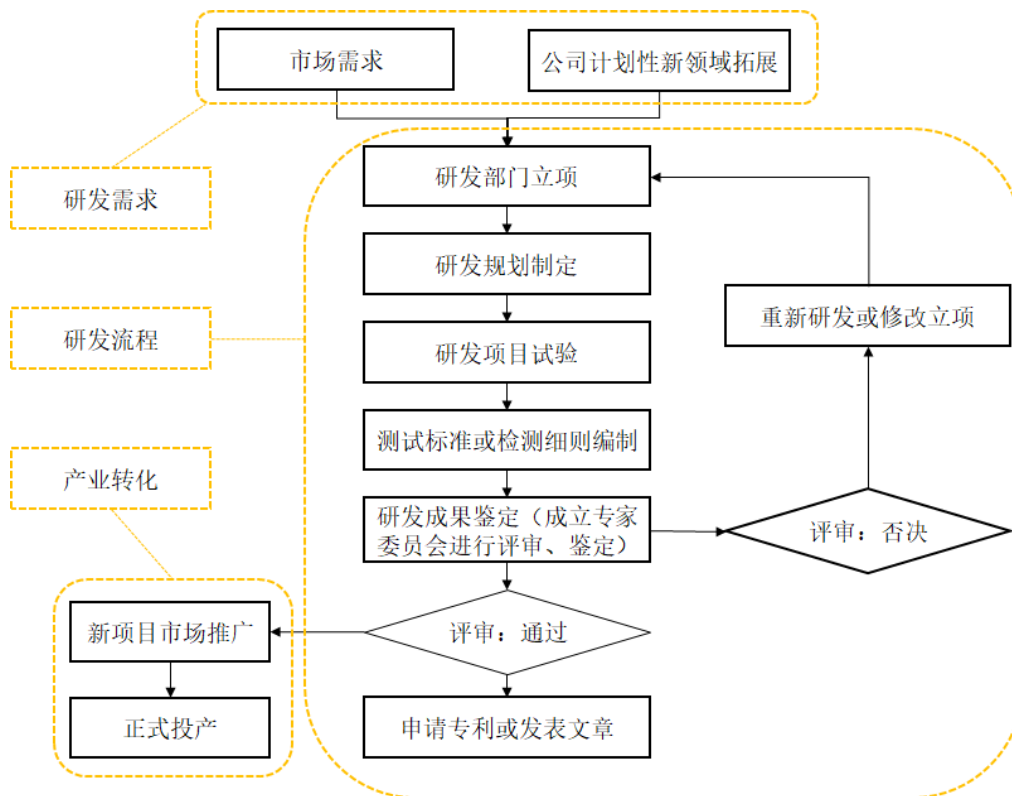 市场需求
公司计划性新领域拓展
研发部门立项
研发需求
研发规划制定
重新研发或修改立项
研发流程
研发项目试验
测试标准或检测细则编制
产业转化
研发成果鉴定（成立专家
委员会进行评审、鉴定）
评审：否决
新项目市场推广
评审：通过
正式投产
申请专利或发表文章